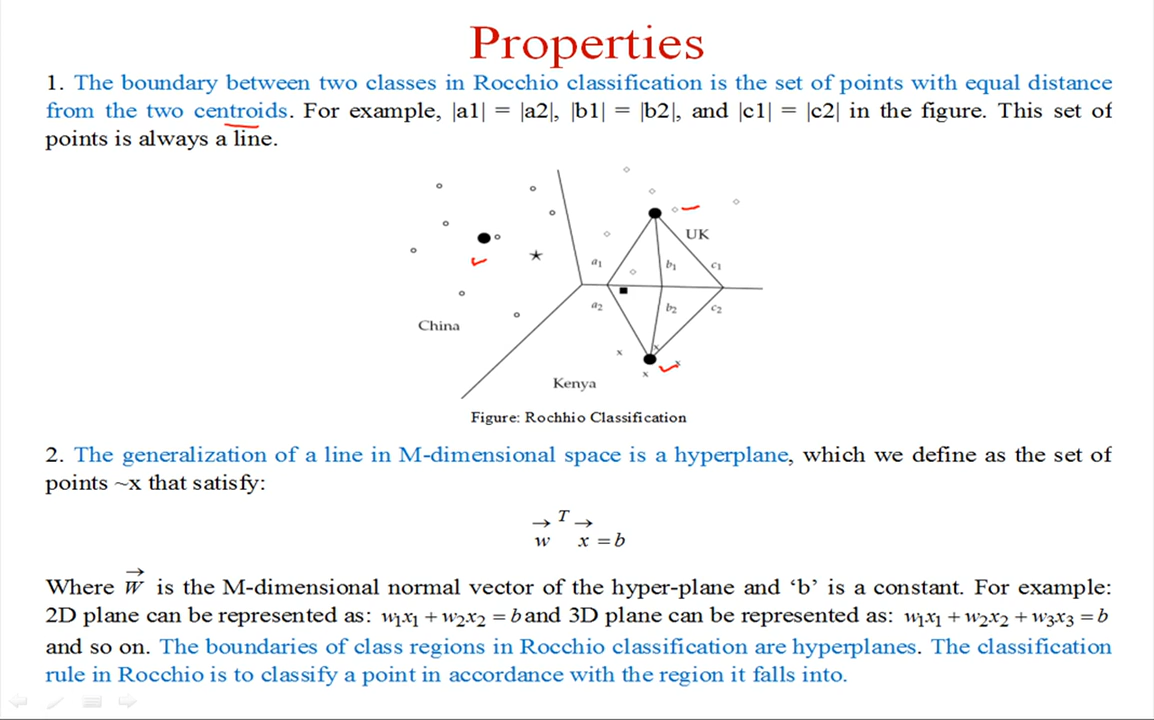 Properties
1. The boundary between two classes in Rocchio classification is the set of points with equal distance
from the two centroids. For example, |a1| = |a2|, |b1| = |b2|, and |c1| = |c2| in the figure. This set of
points is always a line.
UK
a1 b1 c1
a2 b2 c2
China
Kenya
Figure: Rochhio Classification
2. The generalization of a line in M-dimensional space is a hyperplane, which we define as the set of
points ~x that satisfy:
→ T →
w x = b
Where →w is the M-dimensional normal vector of the hyper-plane and ‘b’ is a constant. For example:
2D plane can be represented as: w1x1 + w2x2 = b and 3D plane can be represented as: w1x1 + w2x2 + w3x3 = b
and so on. The boundaries of class regions in Rocchio classification are hyperplanes. The classification
rule in Rocchio is to classify a point in accordance with the region it falls into.